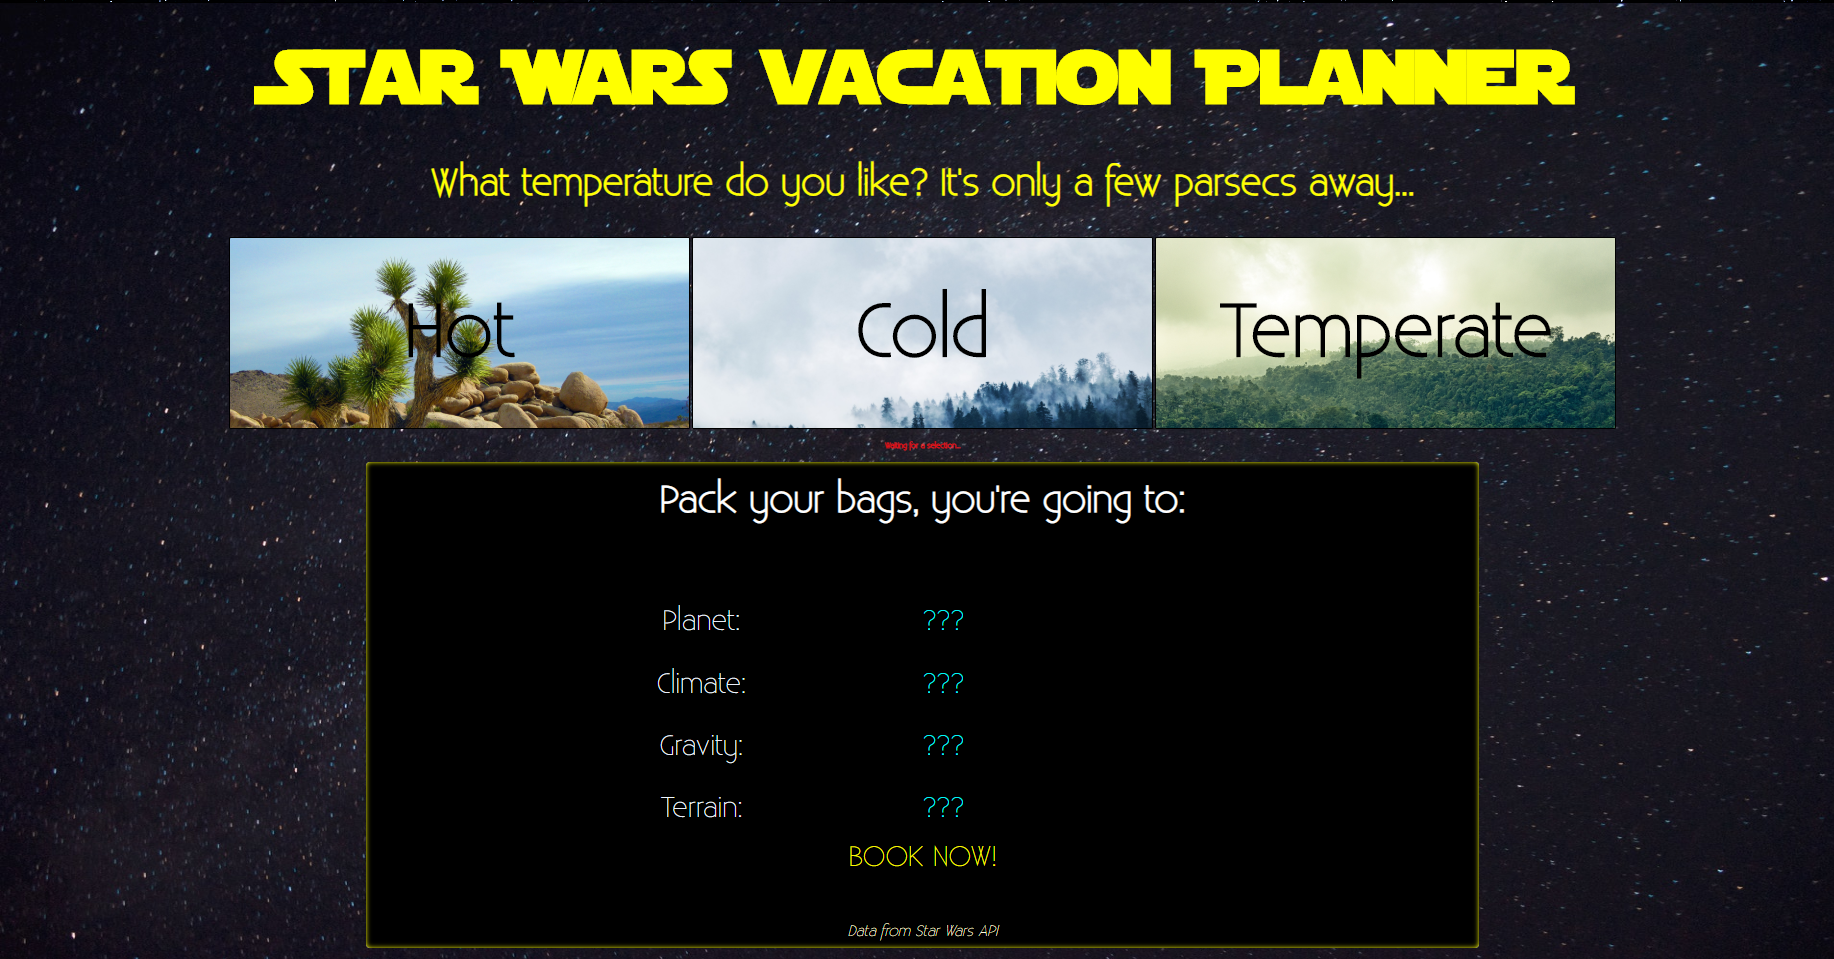 Star Wars Vacation Planner
What temperature do you like? It's only a few parsecs away...
Hot
Cold
Temperate
Waiting for a selection...
Pack your bags, you're going to:
Planet: ???
Climate: ???
Gravity: ???
Terrain: ???
BOOK NOW!
Data from Star Wars API